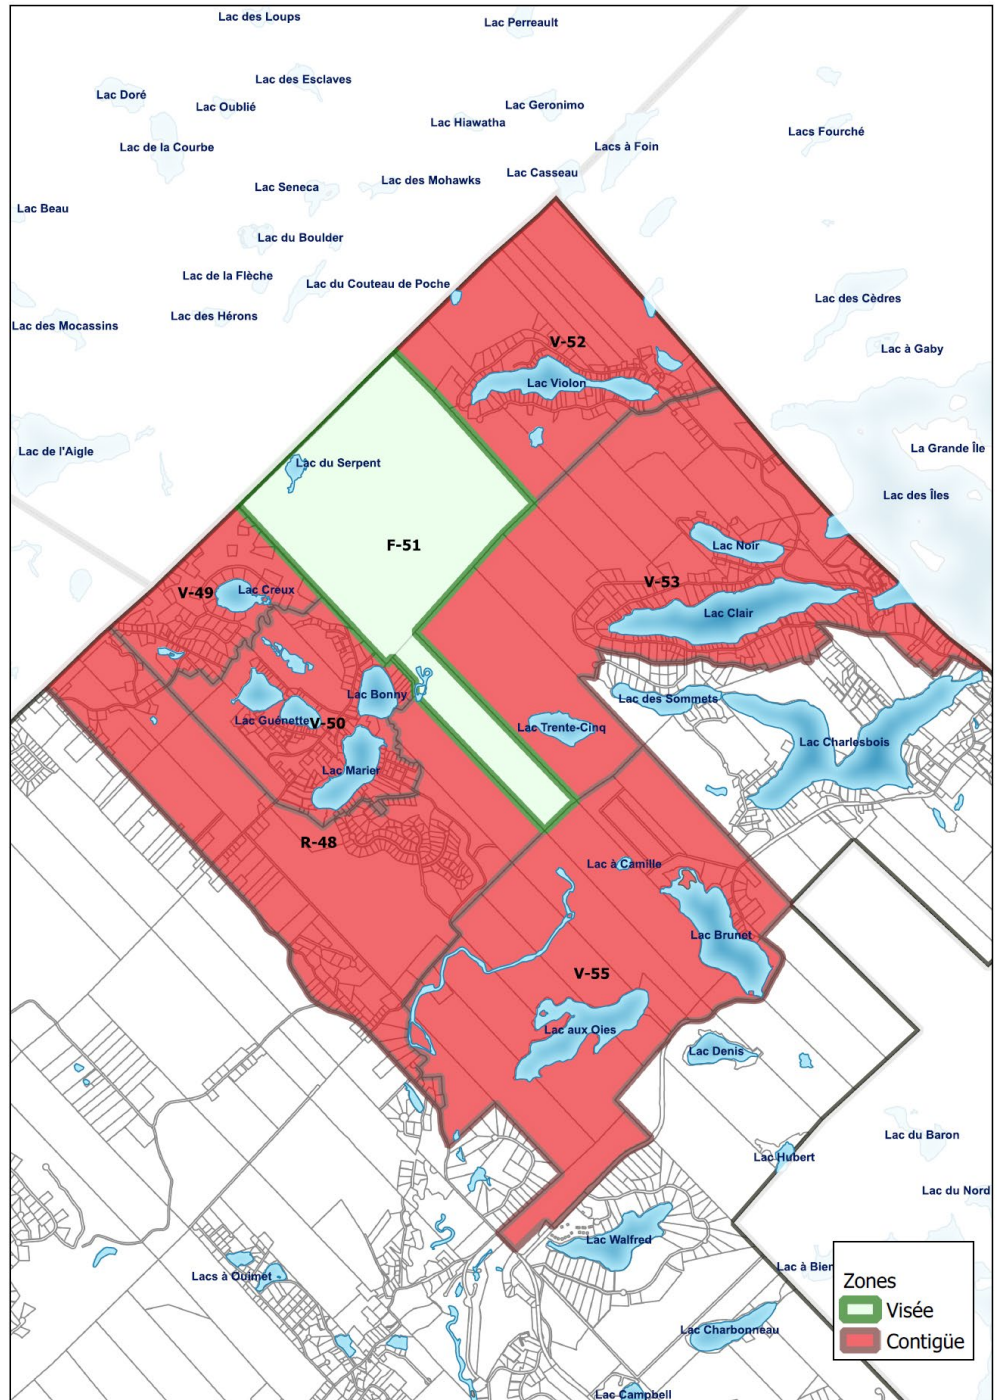 Lac des Loups
Lac Perreault
Lac des Esclaves
Lac Doré
Lac Oublié
Lac Geronimo
Lac Hiawatha
Lacs Fourché
Lac de la Courbe
Lacs à Foin
Lac Casseau
Lac des Mohawks
Lac Seneca
Lac Beau
Lac du Boulder
Lac de la Flèche
Lac du Couteau de Poche
Lac des Cèdres
Lac des Hérons
Lac des Mocassins
V-52
Lac à Gaby
Lac Violon
La Grande Île
Lac de l'Aigle
Lac du Serpent
Lac des Îles
F-51
Lac Noir
V-53
V-49
Lac Creux
Lac Clair
Lac Bonny
Lac des Sommets
Lac Guénette
V-50
Lac Trente-Cinq
Lac Charlesbois
Lac Marier
R-48
Lac à Camille
Lac Brunet
V-55
Lac aux Oies
Lac Denis
Lac du Baron
Lac Hubert
Lac du Nord
Lac Walfred
Lac à Bien
Lacs à Ouimet
Zones
Visée
Contigüe
Lac Charbonneau
Lac Campbell